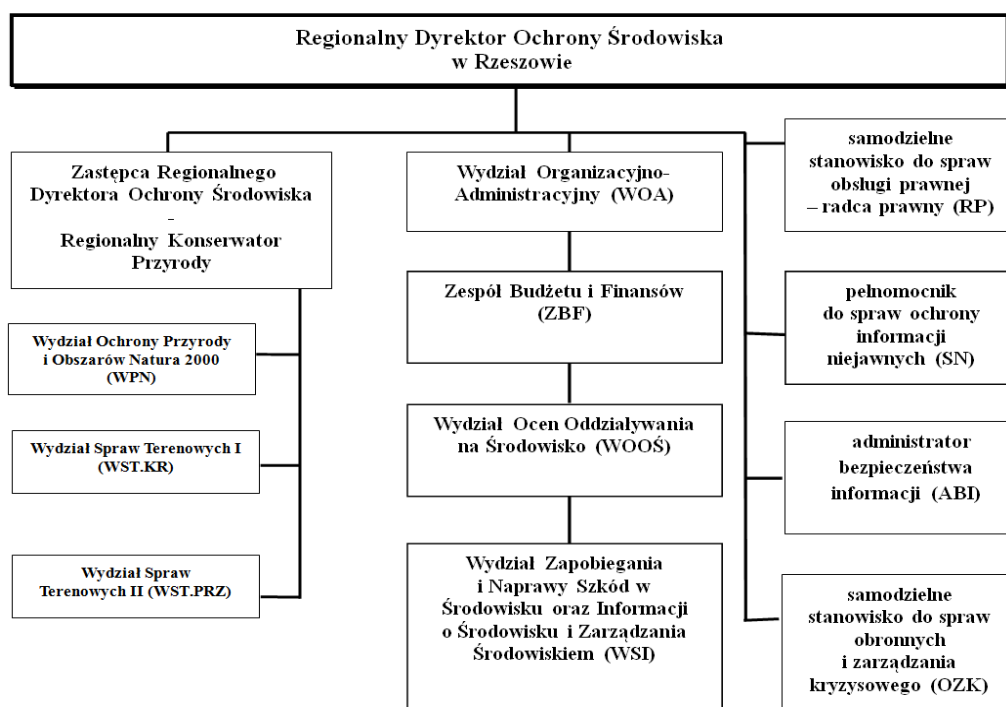 Regionalny Dyrektor Ochrony Środowiska
w Rzeszowie
Zastępca Regionalnego
Dyrektora Ochrony Środowiska
–
Regionalny Konserwator
Przyrody
Wydział Ochrony Przyrody
i Obszarów Natura 2000
(WPN)
Wydział Spraw Terenowych I
(WST.KR)
Wydział Spraw
Terenowych II (WST.PRZ)
Wydział Organizacyjno-
Administracyjny (WOA)
Zespół Budżetu i Finansów
(ZBF)
Wydział Ocen Oddziaływania
na Środowisko (WOOŚ)
Wydział Zapobiegania
i Naprawy Szkód w
Środowisku oraz Informacji
o Środowisku i Zarządzania
Środowiskiem (WSI)
samodzielne
stanowisko do spraw
obsługi prawnej
– radca prawny (RP)
pełnomocnik
do spraw ochrony
informacji
niejawnych (SN)
administrator
bezpieczeństwa
informacji (ABI)
samodzielne
stanowisko do spraw
obronnych
i zarządzania
kryzysowego (OZK)